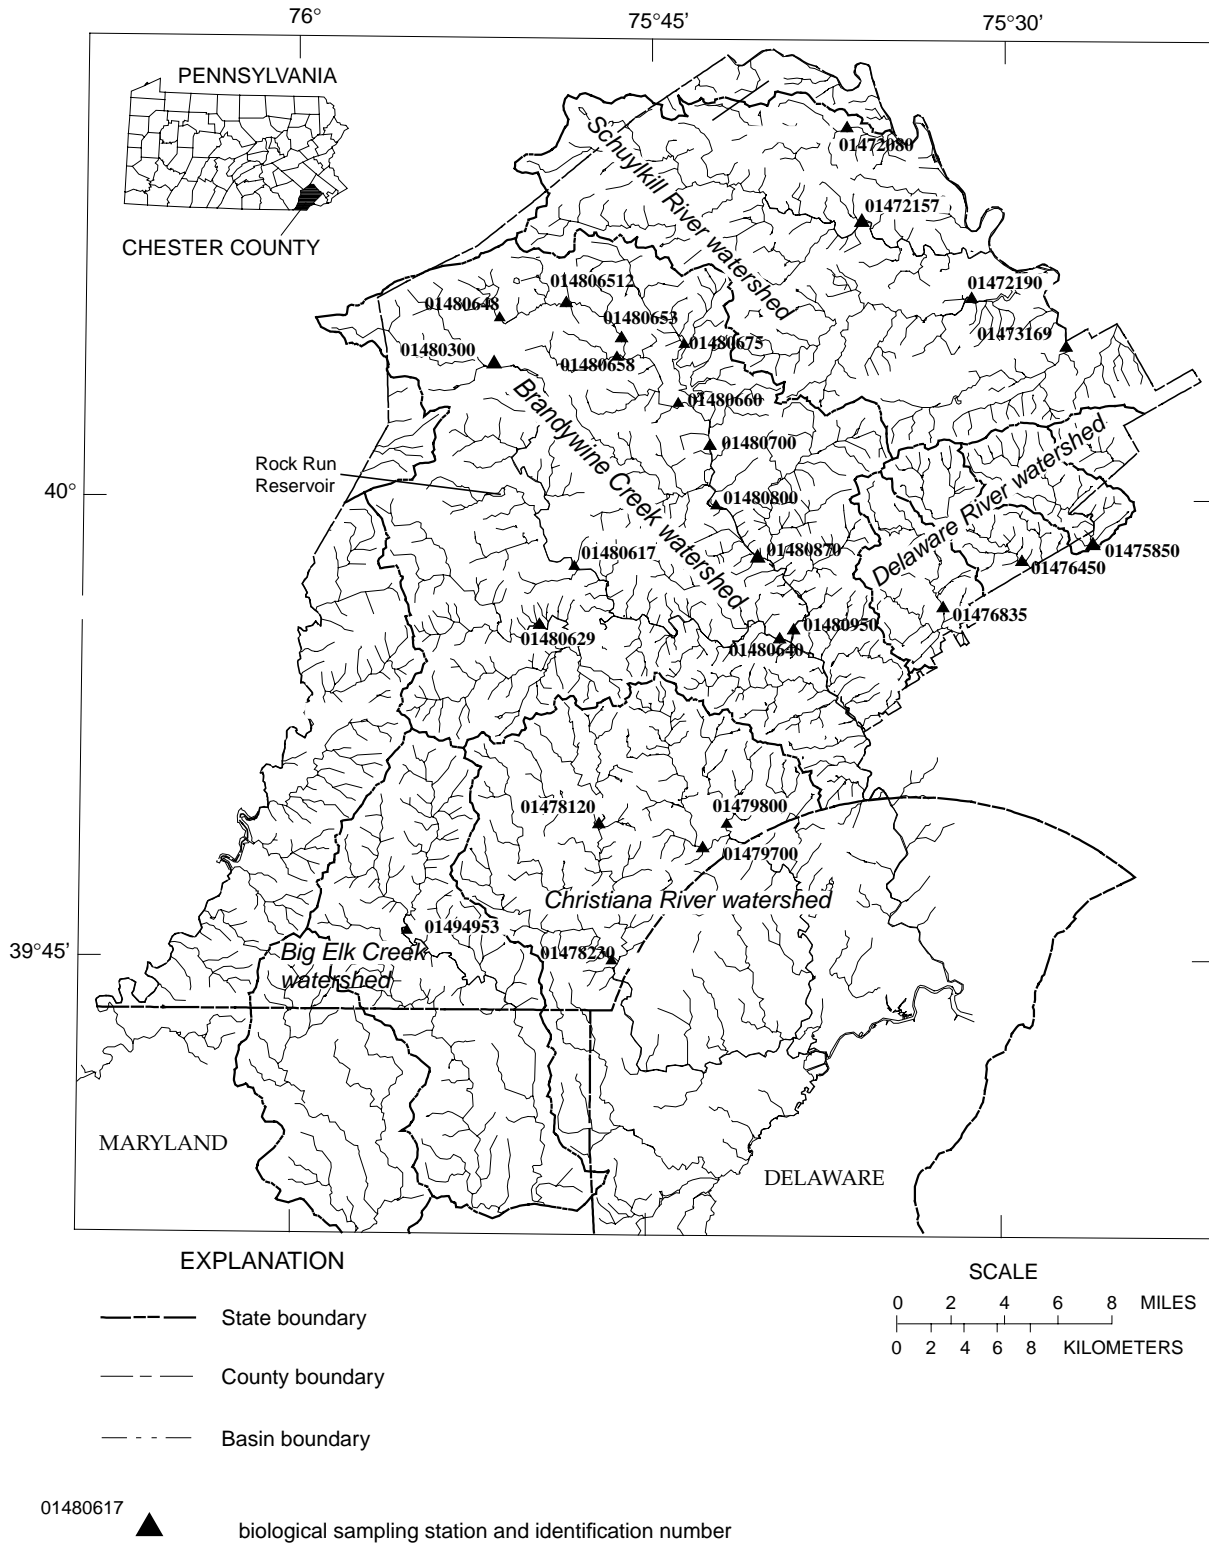 76°
75°45’
75°30’
PENNSYLVANIA
CHESTER COUNTY
Schuylkill River watershed
01472080
01472157
01472190
01473169
014806512
01480648
01480653
01480675
01480300
01480658
01480660
Brandywine Creek watershed
01480700
Rock Run
Reservoir
40°
01480800
Delaware River watershed
01480870
01475850
01476450
01480617
01476835
01480950
01480629
01480640
01478120
01479800
01479700
Christiana River watershed
01494953
39°45’
Big Elk Creek
watershed
01478230
MARYLAND
DELAWARE
EXPLANATION
State boundary
County boundary
Basin boundary
01480617
biological sampling station and identification number
SCALE
0 2 4 6 8 MILES
0 2 4 6 8 KILOMETERS